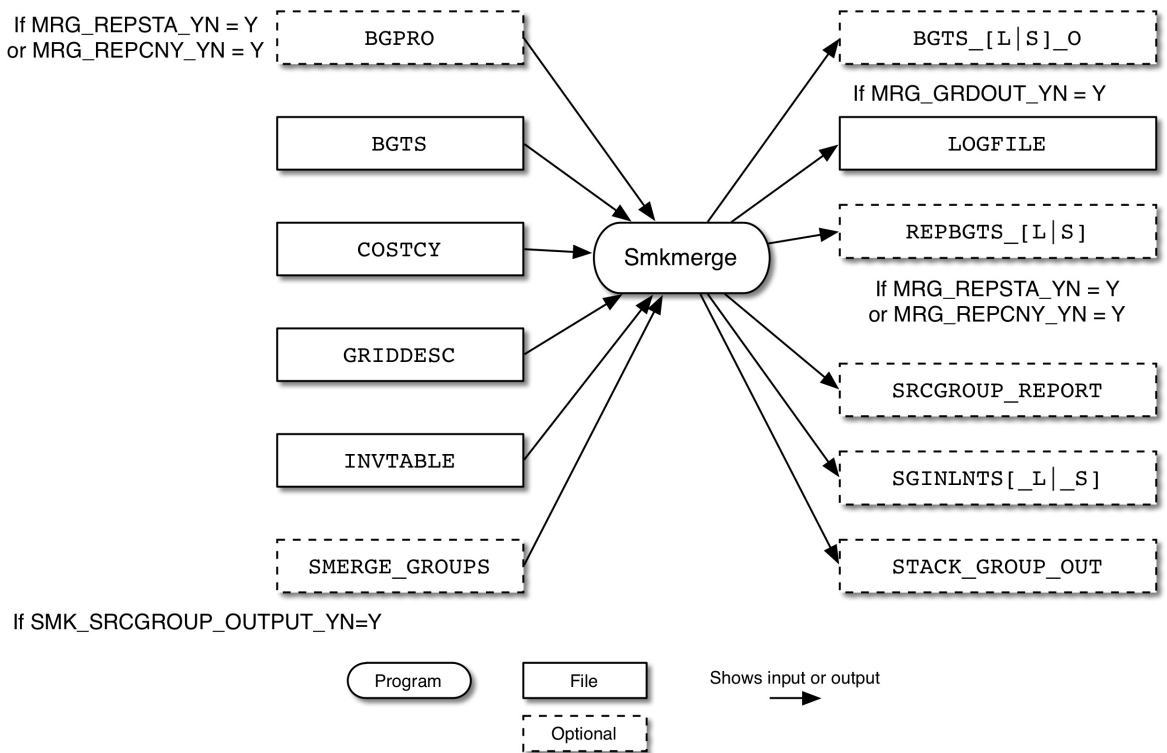 If MRG_REPSTA_YN = Y
or MRG_REPCNY_YN = Y
BGPRO
BGTS
COSTCY
GRIDDESC
INVTABLE
SMERGE_GROUPS
If SMK_SRCGROUP_OUTPUT_YN=Y
Smkmerge
BGTS_[L|S]_O
If MRG_GRDOUT_YN = Y
LOGFILE
REPBGTS_[L|S]
If MRG_REPSTA_YN = Y
or MRG_REPCNY_YN = Y
SRCGROUP_REPORT
SGINLNTS[_L|_S]
STACK_GROUP_OUT
Program
File
Shows input or output
Optional